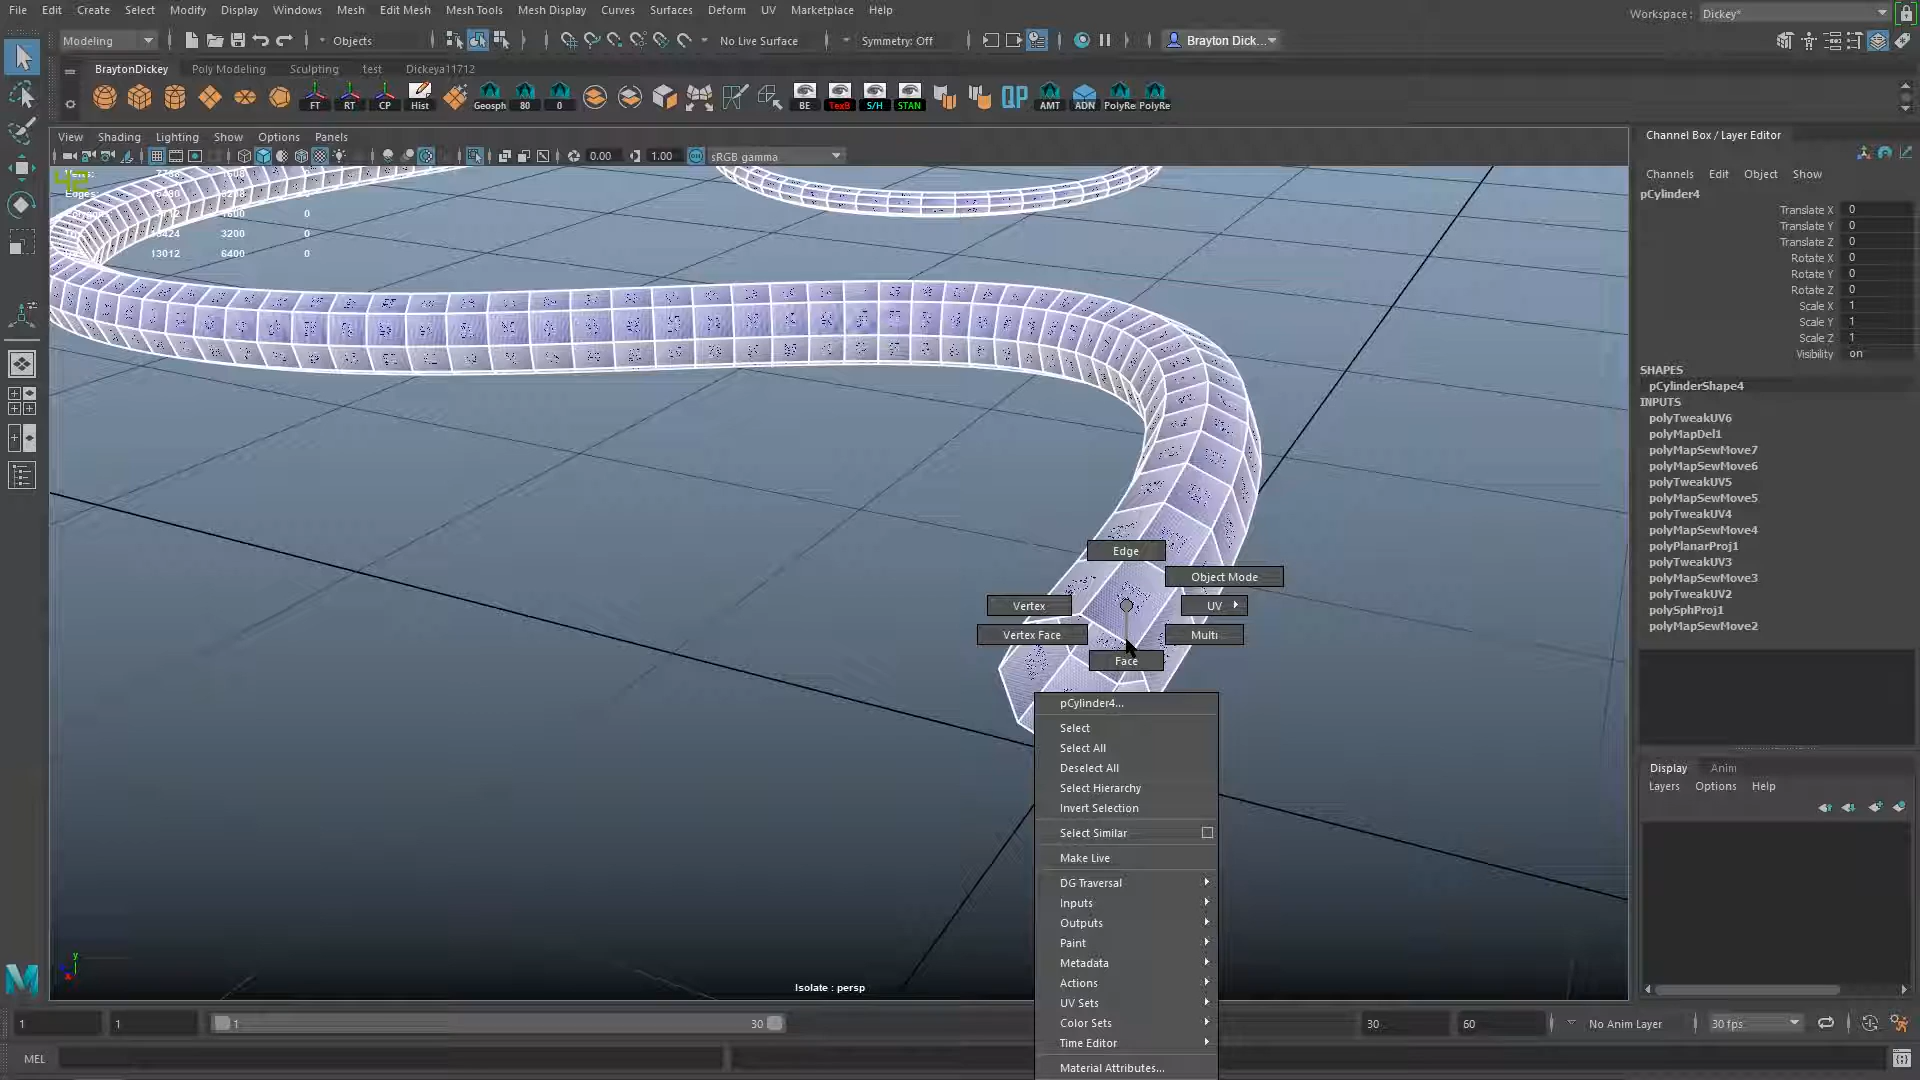 File Edit Create Select Modify Display Windows Mesh Edit Mesh Mesh Tools Mesh Display Curves Surfaces Deform UV Marketplace Help
Workspace : Dickey*
Modeling Objects No Live Surface Symmetry: Off Brayton Dick...
BraytonDickey Poly Modeling Sculpting test Dickeya11712
FT RT CP Hist Geosph 80 0 BE TexB S/H STAN QP AMT ADN PolyRe PolyRe
View Shading Lighting Show Options Panels
0.00 1.00 sRGB gamma
42
Edges:
1600 0
3200 0
13012 6400 0
Edge
Object Mode
Vertex
UV
Vertex Face
Multi
Face
pCylinder4...
Select
Select All
Deselect All
Select Hierarchy
Invert Selection
Select Similar
Make Live
DG Traversal
Inputs
Outputs
Paint
Metadata
Actions
UV Sets
Color Sets
Time Editor
Material Attributes...
y
x
Isolate : persp
Channel Box / Layer Editor
Channels Edit Object Show
pCylinder4
Translate X 0
Translate Y 0
Translate Z 0
Rotate X 0
Rotate Y 0
Rotate Z 0
Scale X 1
Scale Y 1
Scale Z 1
Visibility on
SHAPES
pCylinderShape4
INPUTS
polyTweakUV6
polyMapDel1
polyMapSewMove7
polyMapSewMove6
polyTweakUV5
polyMapSewMove5
polyTweakUV4
polyMapSewMove4
polyPlanarProj1
polyTweakUV3
polyMapSewMove3
polyTweakUV2
polySphProj1
polyMapSewMove2
Display Anim
Layers Options Help
1 1 1 30 30 60 No Anim Layer 30 fps
MEL